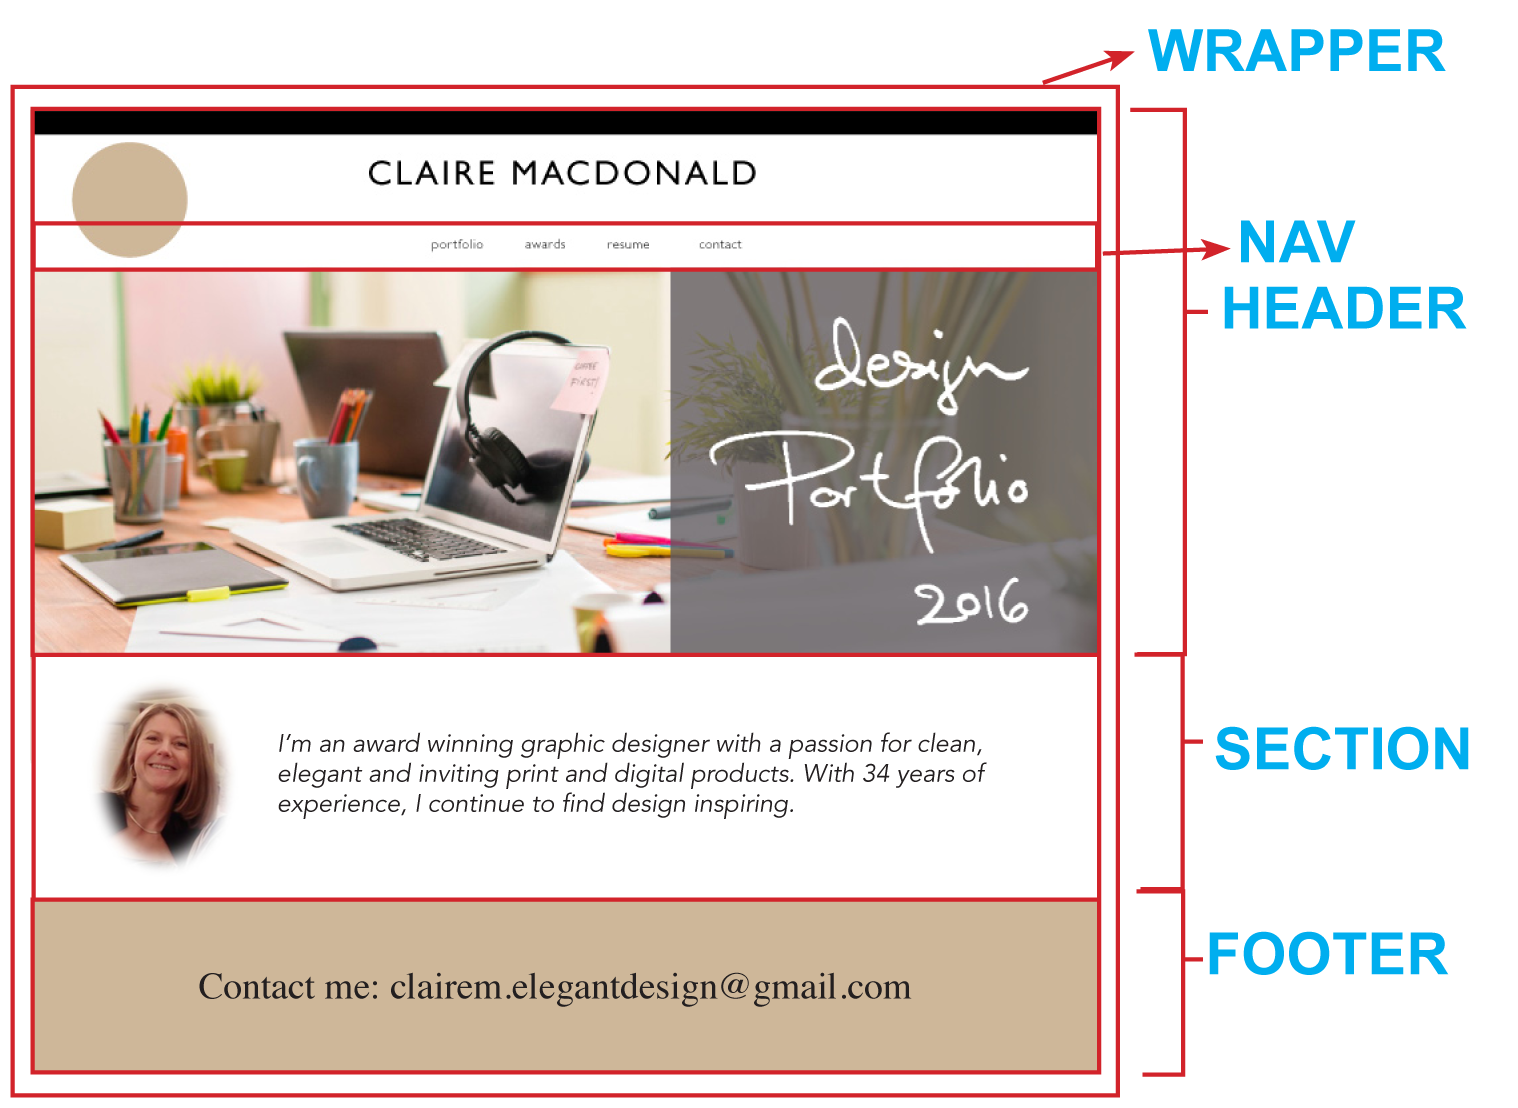 WRAPPER
CLAIRE MACDONALD
portfolio awards resume contact
NAV
HEADER
COFFEE
FIRST!
design
Portfolio
2016
I’m an award winning graphic designer with a passion for clean,
elegant and inviting print and digital products. With 34 years of
experience, I continue to find design inspiring.
SECTION
Contact me: clairem.elegantdesign@gmail.com
FOOTER